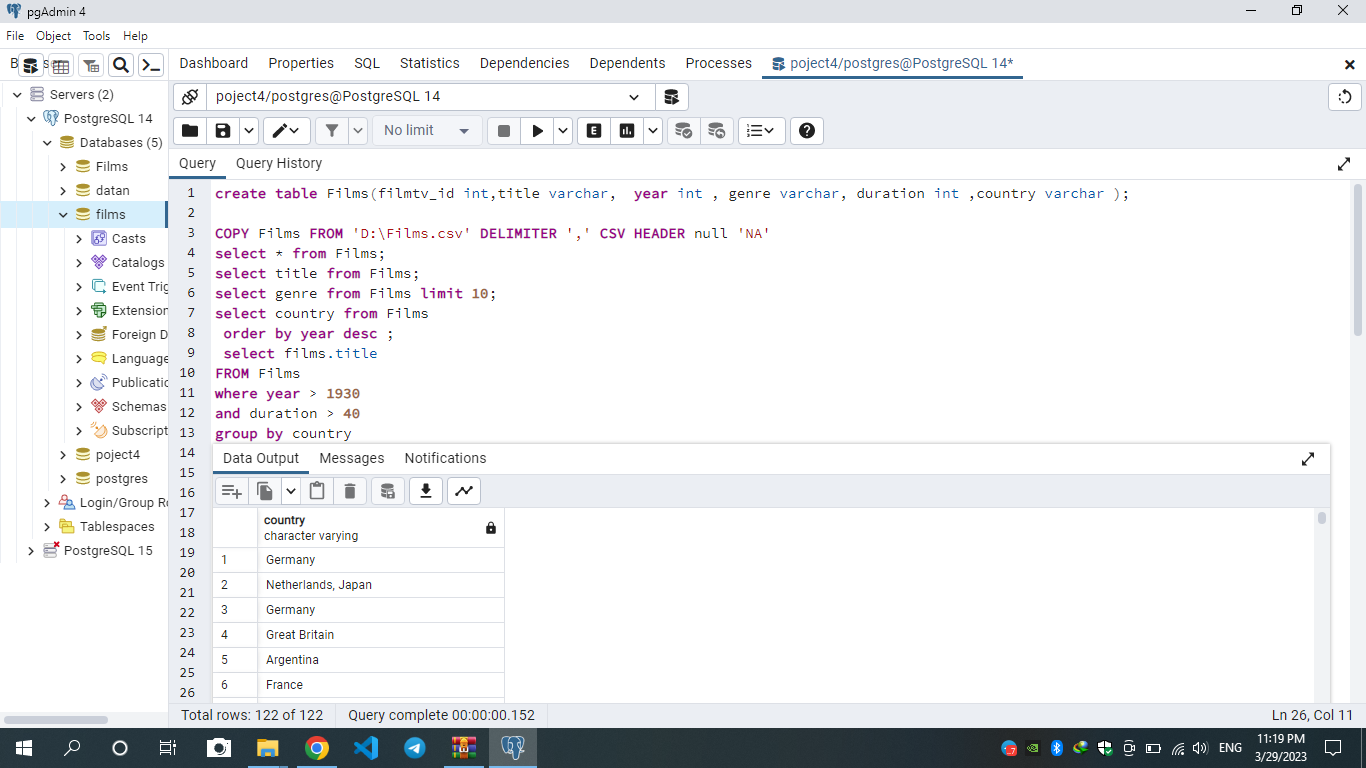 pgAdmin 4
File Object Tools Help
Dashboard Properties SQL Statistics Dependencies Dependents Processes poject4/postgres@PostgreSQL 14*
Servers (2)
PostgreSQL 14
Databases (5)
Films
datan
films
Casts
Catalogs
Event Trig
Extension
Foreign D
Language
Publicatio
Schemas
Subscript
poject4
postgres
Login/Group Ro
Tablespaces
PostgreSQL 15
poject4/postgres@PostgreSQL 14
No limit
E
Query Query History
1 create table Films(filmtv_id int,title varchar,  year int , genre varchar, duration int ,country varchar );
2
3 COPY Films FROM 'D:\Films.csv' DELIMITER ',' CSV HEADER null 'NA'
4 select * from Films;
5 select title from Films;
6 select genre from Films limit 10;
7 select country from Films
8  order by year desc ;
9  select films.title
10 FROM Films
11 where year > 1930
12 and duration > 40
13 group by country
14
15
16
17
18
19
20
21
22
23
24
25
26
Data Output Messages Notifications
country
character varying
1 Germany
2 Netherlands, Japan
3 Germany
4 Great Britain
5 Argentina
6 France
Total rows: 122 of 122 Query complete 00:00:00.152 Ln 26, Col 11
ENG
11:19 PM
3/29/2023